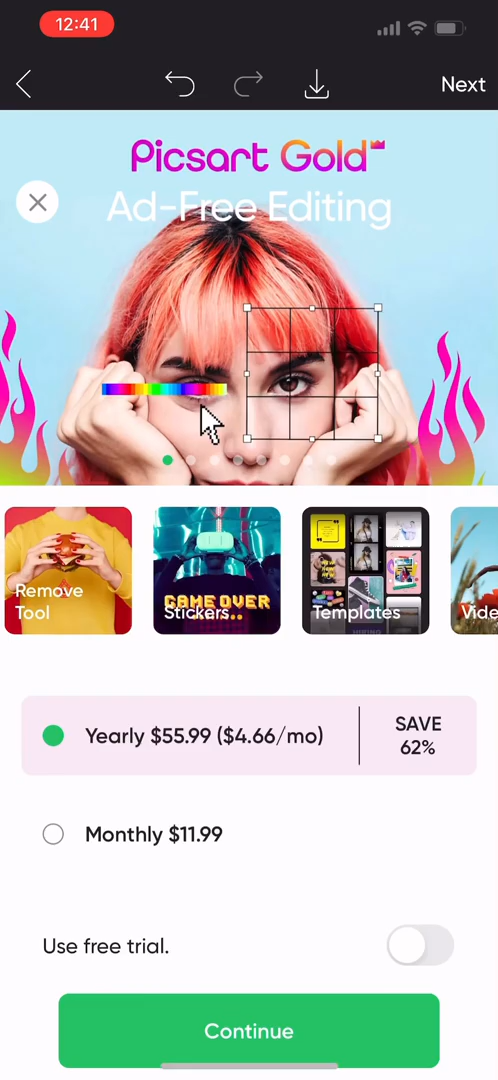 12:41
Next
Picsart Gold
Ad-Free Editing
Remove
Tool
GAME OVER..
Stickers
Templates
Vide
Yearly $55.99 ($4.66/mo)
SAVE
62%
Monthly $11.99
Use free trial.
Continue